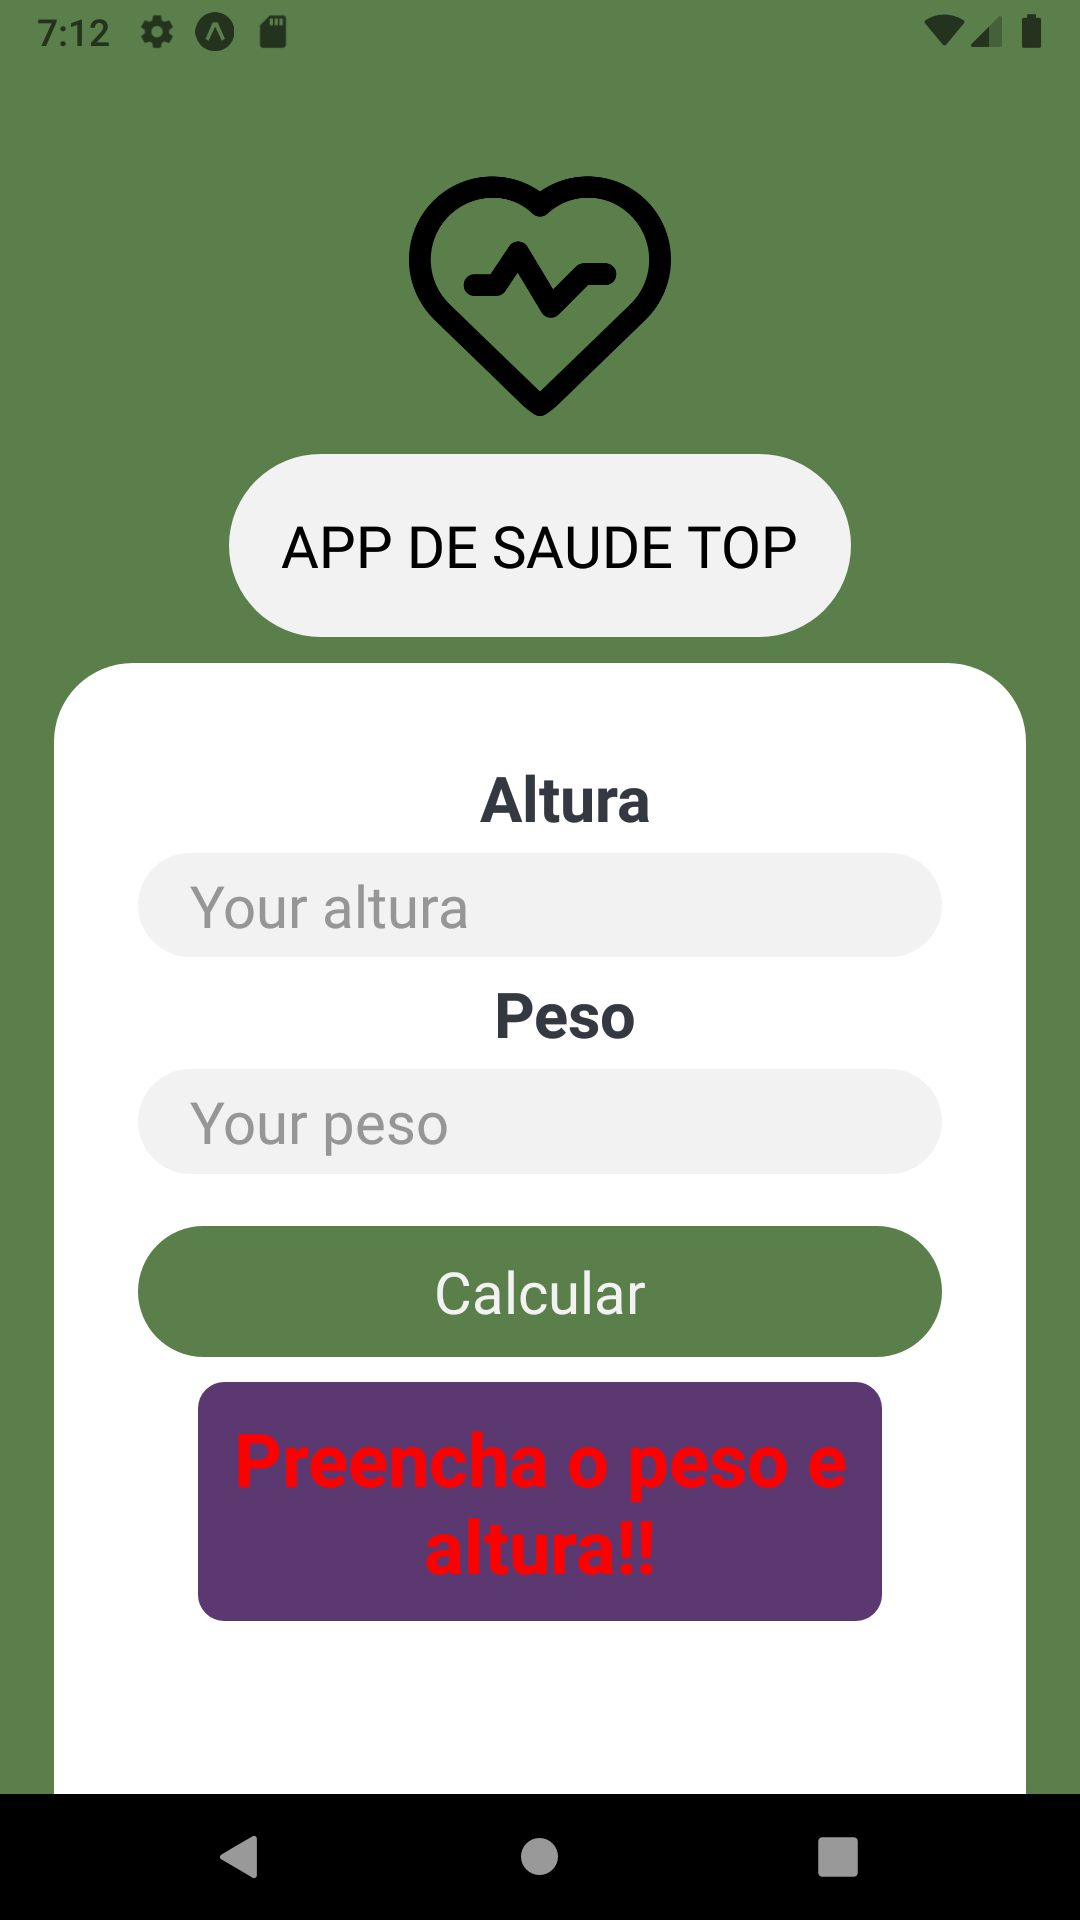 7:12
APP DE SAUDE TOP
Altura
Your altura
Peso
Your peso
Calcular
Preencha o peso e
altura!!